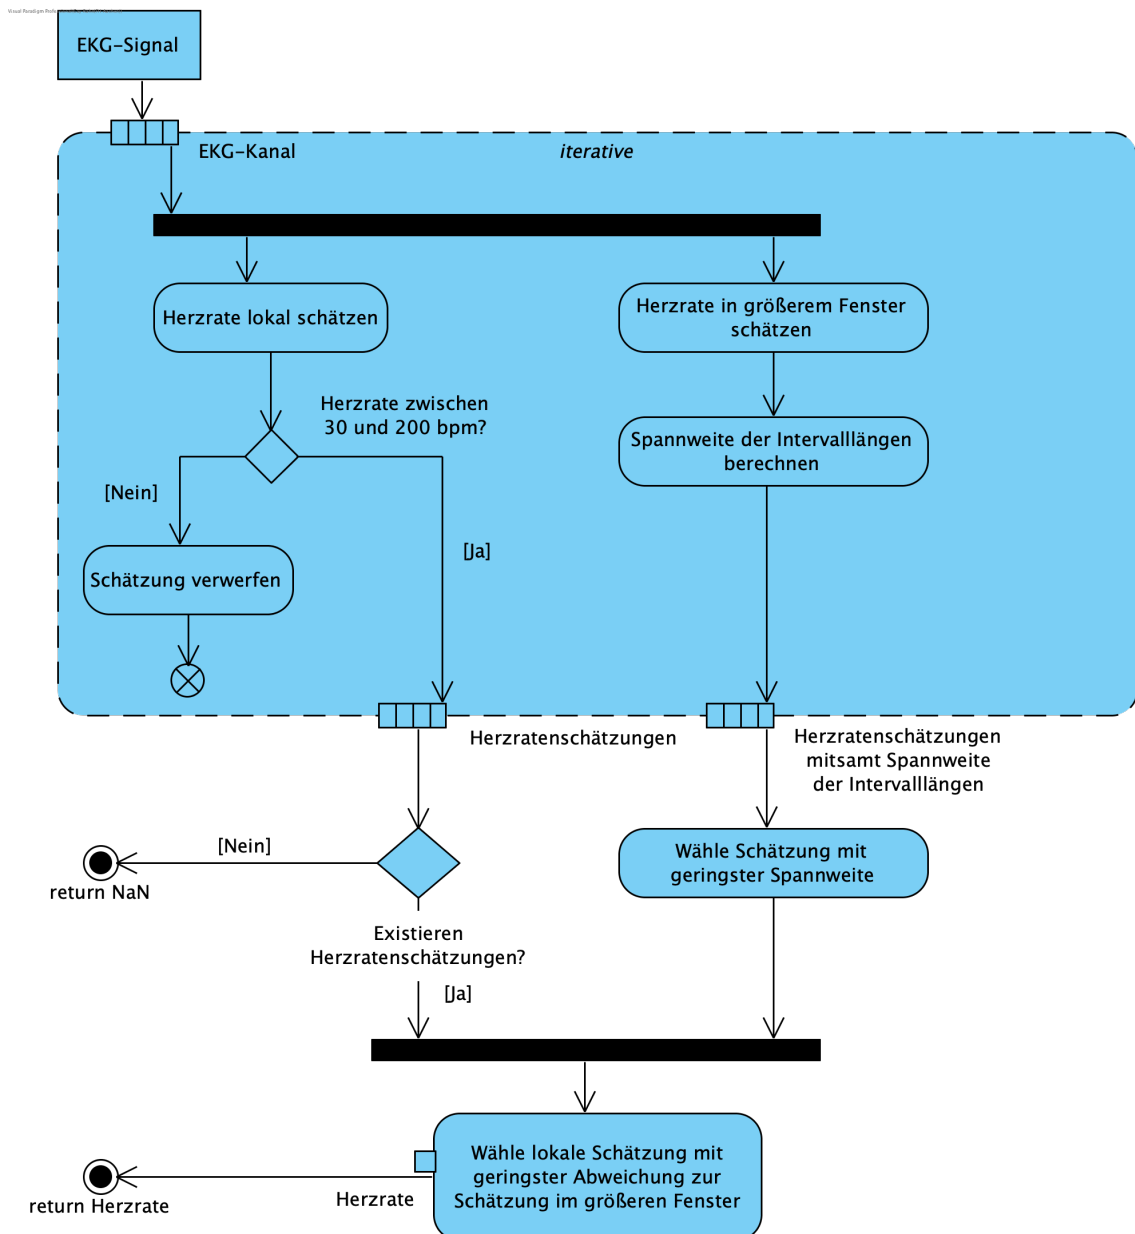 EKG-Signal
EKG-Kanal
iterative
Herzrate lokal schätzen
Herzrate in größerem Fenster
schätzen
Herzrate zwischen
30 und 200 bpm?
Spannweite der Intervalllängen
berechnen
[Nein]
[Ja]
Schätzung verwerfen
Herzratenschätzungen
Herzratenschätzungen
mitsamt Spannweite
der Intervalllängen
[Nein]
return NaN
Wähle Schätzung mit
geringster Spannweite
Existieren
Herzratenschätzungen?
[Ja]
Wähle lokale Schätzung mit
geringster Abweichung zur
Schätzung im größeren Fenster
Herzrate
return Herzrate